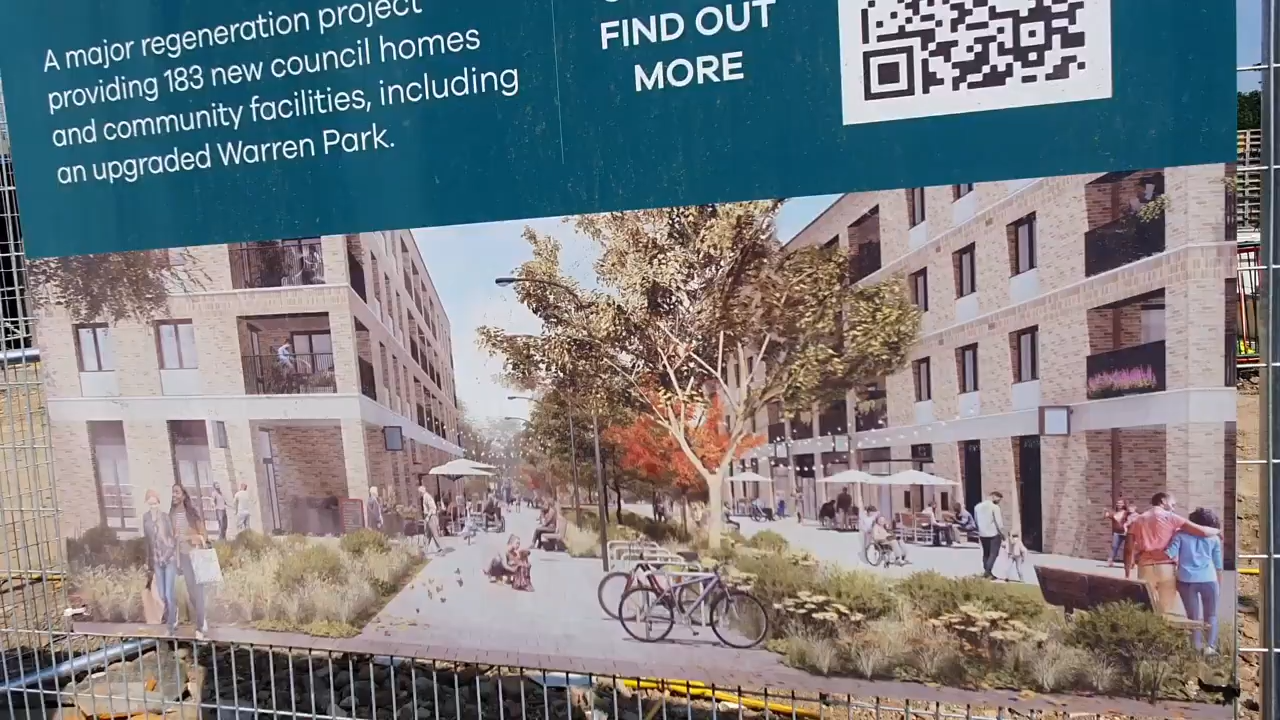 A major regeneration project
providing 183 new council homes
and community facilities, including
an upgraded Warren Park.
FIND OUT
MORE